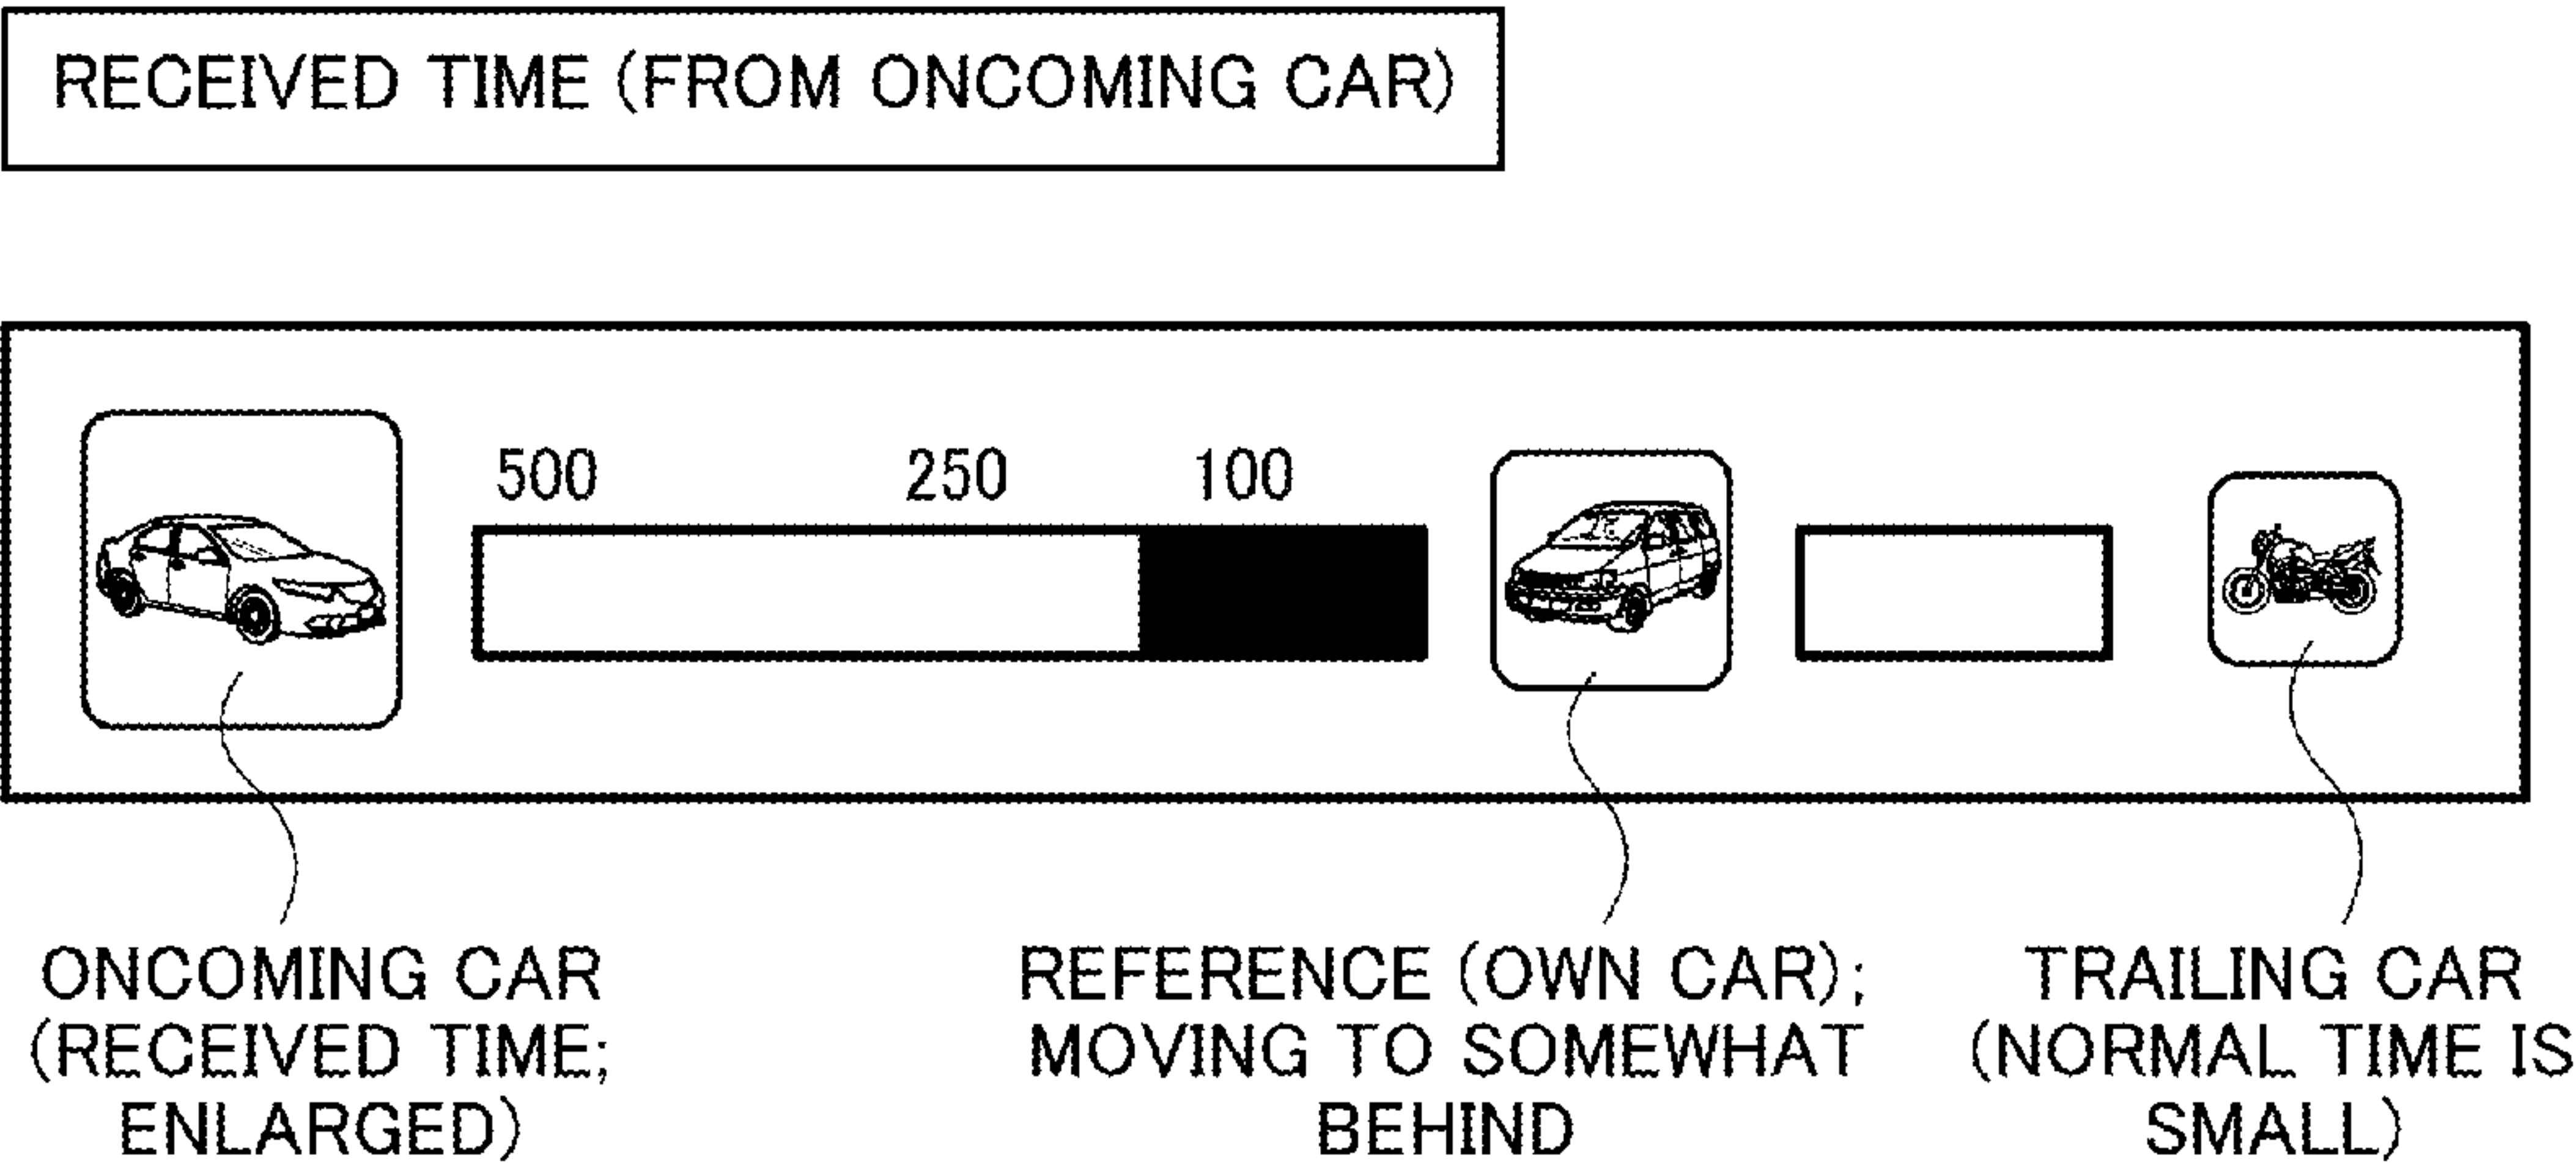 RECEIVED TIME (FROM ONCOMING CAR)
500 250 100
ONCOMING CAR
(RECEIVED TIME;
ENLARGED)
REFERENCE (OWN CAR);
MOVING TO SOMEWHAT
BEHIND
TRAILING CAR
(NORMAL TIME IS
SMALL)